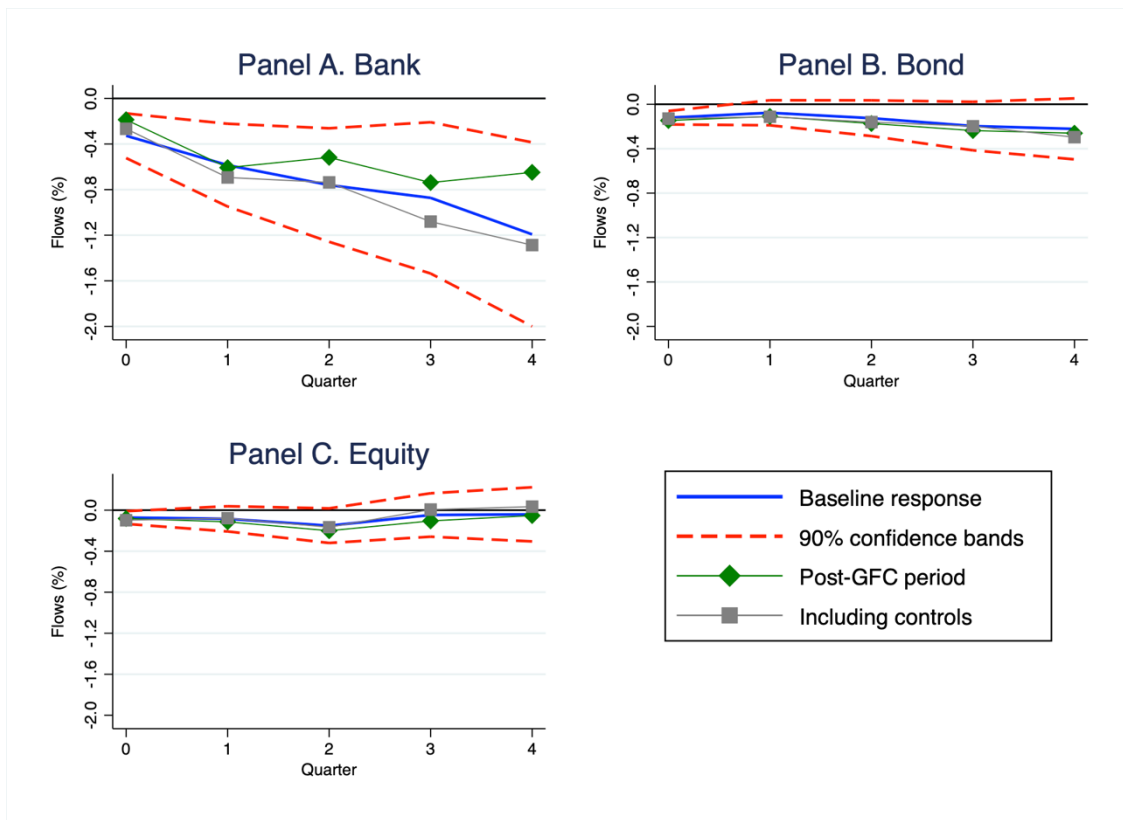 Panel A. Bank
0.0
-0.4
-0.8
-1.2
-1.6
-2.0
Flows (%)
0 1 2 3 4
Quarter
Panel B. Bond
0.0
-0.4
-0.8
-1.2
-1.6
-2.0
Flows (%)
0 1 2 3 4
Quarter
Panel C. Equity
0.0
-0.4
-0.8
-1.2
-1.6
-2.0
Flows (%)
0 1 2 3 4
Quarter
Baseline response
90% confidence bands
Post-GFC period
Including controls